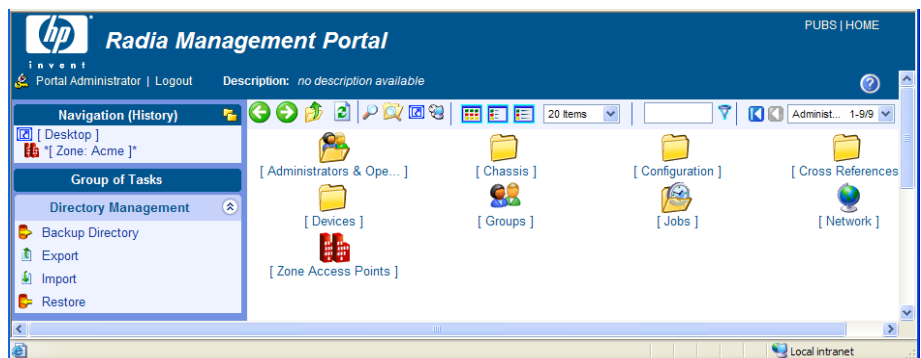 hp
invent
Radia Management Portal
PUBS | HOME
Portal Administrator | Logout
Description: no description available
Navigation (History)
20 Items
Administ... 1-9/9
[ Desktop ]
*[ Zone: Acme ]*
Group of Tasks
Directory Management
Backup Directory
Export
Import
Restore
[ Administrators & Ope... ]
[ Chassis ]
[ Configuration ]
[ Cross References
[ Devices ]
[ Groups ]
[ Jobs ]
[ Network ]
[ Zone Access Points ]
Local intranet